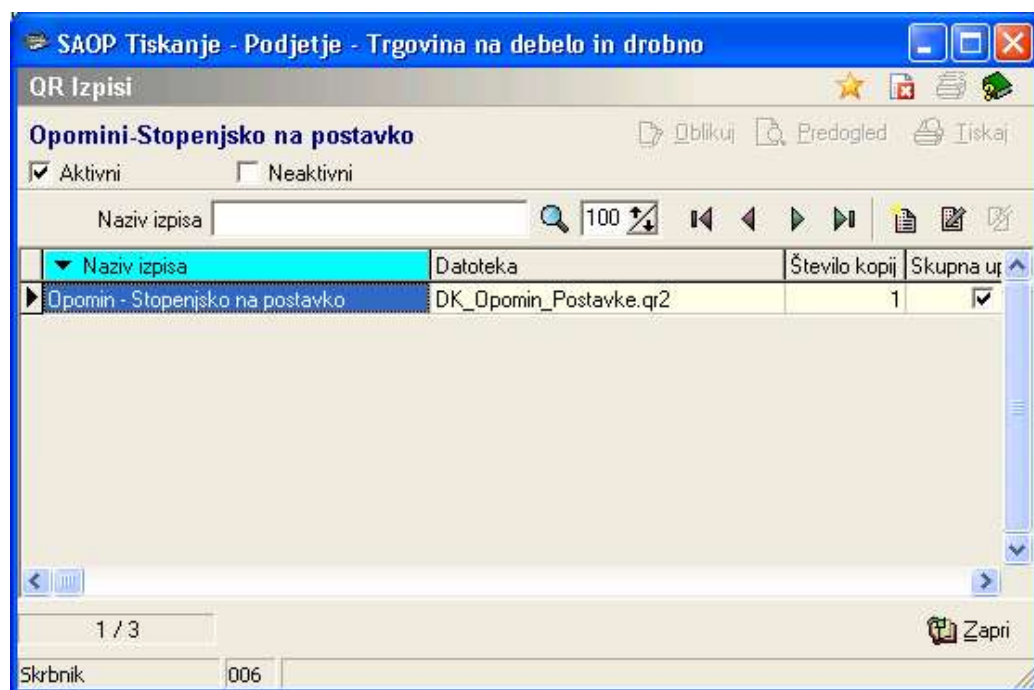 SAOP Tiskanje - Podjetje - Trgovina na debelo in drobno
QR Izpisi
Opomini-Stopenjsko na postavko
Oblikuj Predogled Tiskaj
Aktivni Neaktivni
Naziv izpisa 100
Naziv izpisa Datoteka Število kopij Skupna up
Opomin - Stopenjsko na postavko DK_Opomin_Postavke.qr2 1
1 / 3
Zapri
Skrbnik 006